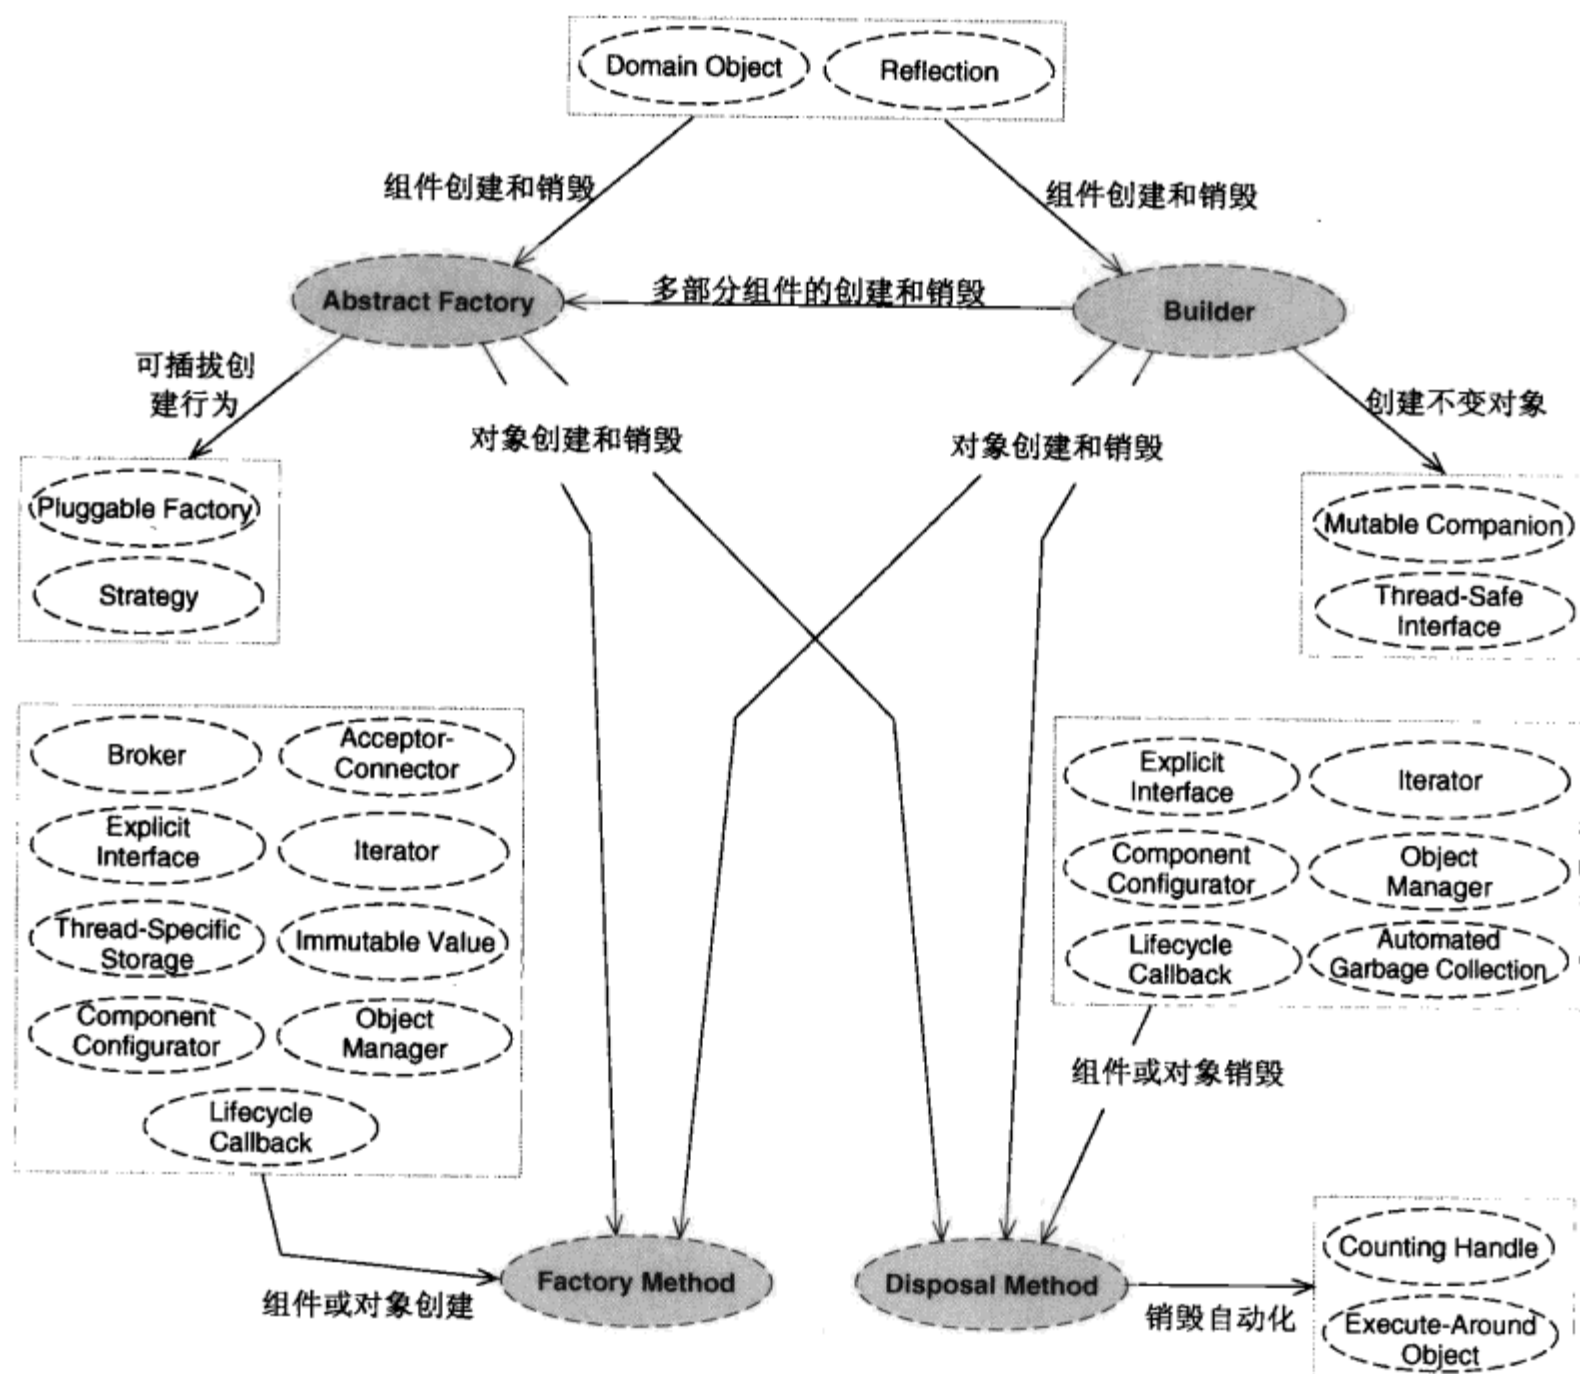 Domain Object
Reflection
组件创建和销毁
组件创建和销毁
Abstract Factory
多部分组件的创建和销毁
Builder
可插拔创
建行为
对象创建和销毁
对象创建和销毁
创建不变对象
Pluggable Factory
Strategy
Mutable Companion
Thread-Safe
Interface
Broker
Acceptor-
Connector
Explicit
Interface
Iterator
Thread-Specific
Storage
Immutable Value
Component
Configurator
Object
Manager
Lifecycle
Callback
Explicit
Interface
Iterator
Component
Configurator
Object
Manager
Lifecycle
Callback
Automated
Garbage Collection
组件或对象销毁
组件或对象创建
Factory Method
Disposal Method
销毁自动化
Counting Handle
Execute-Around
Object